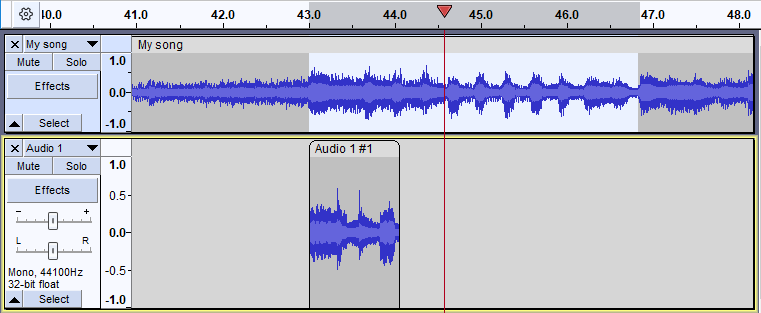 40.0 41.0 42.0 43.0 44.0 45.0 46.0 47.0 48.0
My song
My song
1.0
Mute Solo
Effects
0.0
Select
-1.0
Audio 1
Audio 1 #1
1.0
Mute Solo
Effects
0.5
- +
0.0
L R
Mono, 44100Hz
-0.5
32-bit float
Select
-1.0